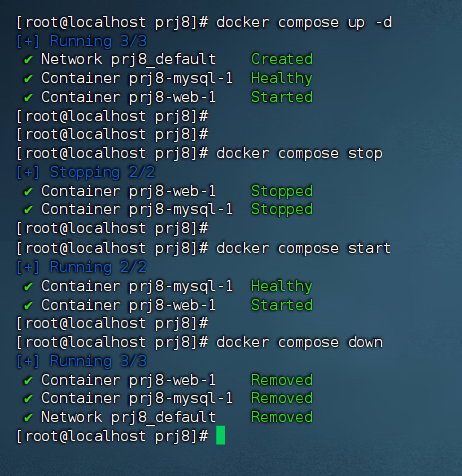 [root@localhost prj8]# docker compose up -d
[+] Running 3/3
✔ Network prj8_default Created
✔ Container prj8-mysql-1 Healthy
✔ Container prj8-web-1 Started
[root@localhost prj8]#
[root@localhost prj8]#
[root@localhost prj8]# docker compose stop
[+] Stopping 2/2
✔ Container prj8-web-1 Stopped
✔ Container prj8-mysql-1 Stopped
[root@localhost prj8]#
[root@localhost prj8]# docker compose start
[+] Running 2/2
✔ Container prj8-mysql-1 Healthy
✔ Container prj8-web-1 Started
[root@localhost prj8]#
[root@localhost prj8]# docker compose down
[+] Running 3/3
✔ Container prj8-web-1 Removed
✔ Container prj8-mysql-1 Removed
✔ Network prj8_default Removed
[root@localhost prj8]#